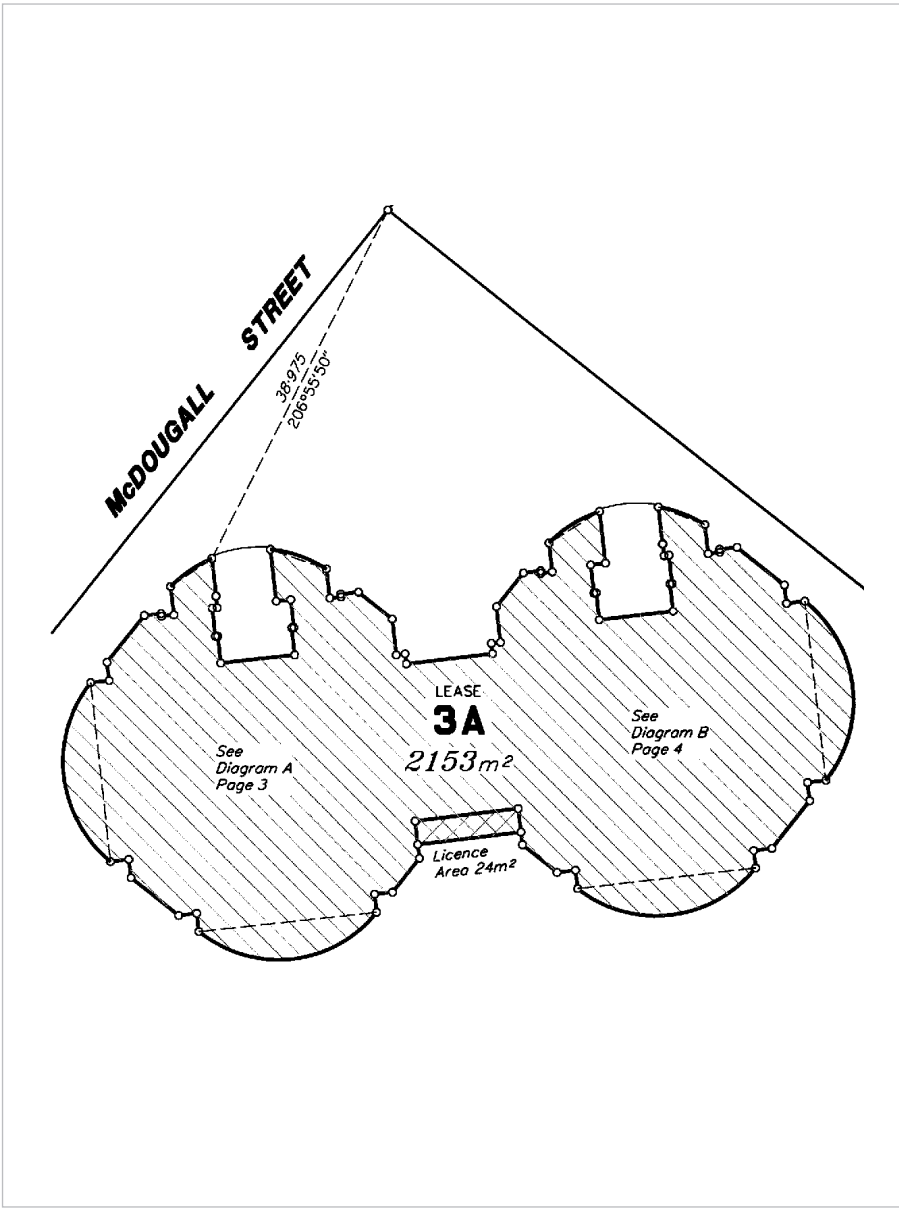 McDOUGALL STREET
38·975
206°55'50"
LEASE
3A
2153m²
See
Diagram A
Page 3
See
Diagram B
Page 4
Licence
Area 24m²